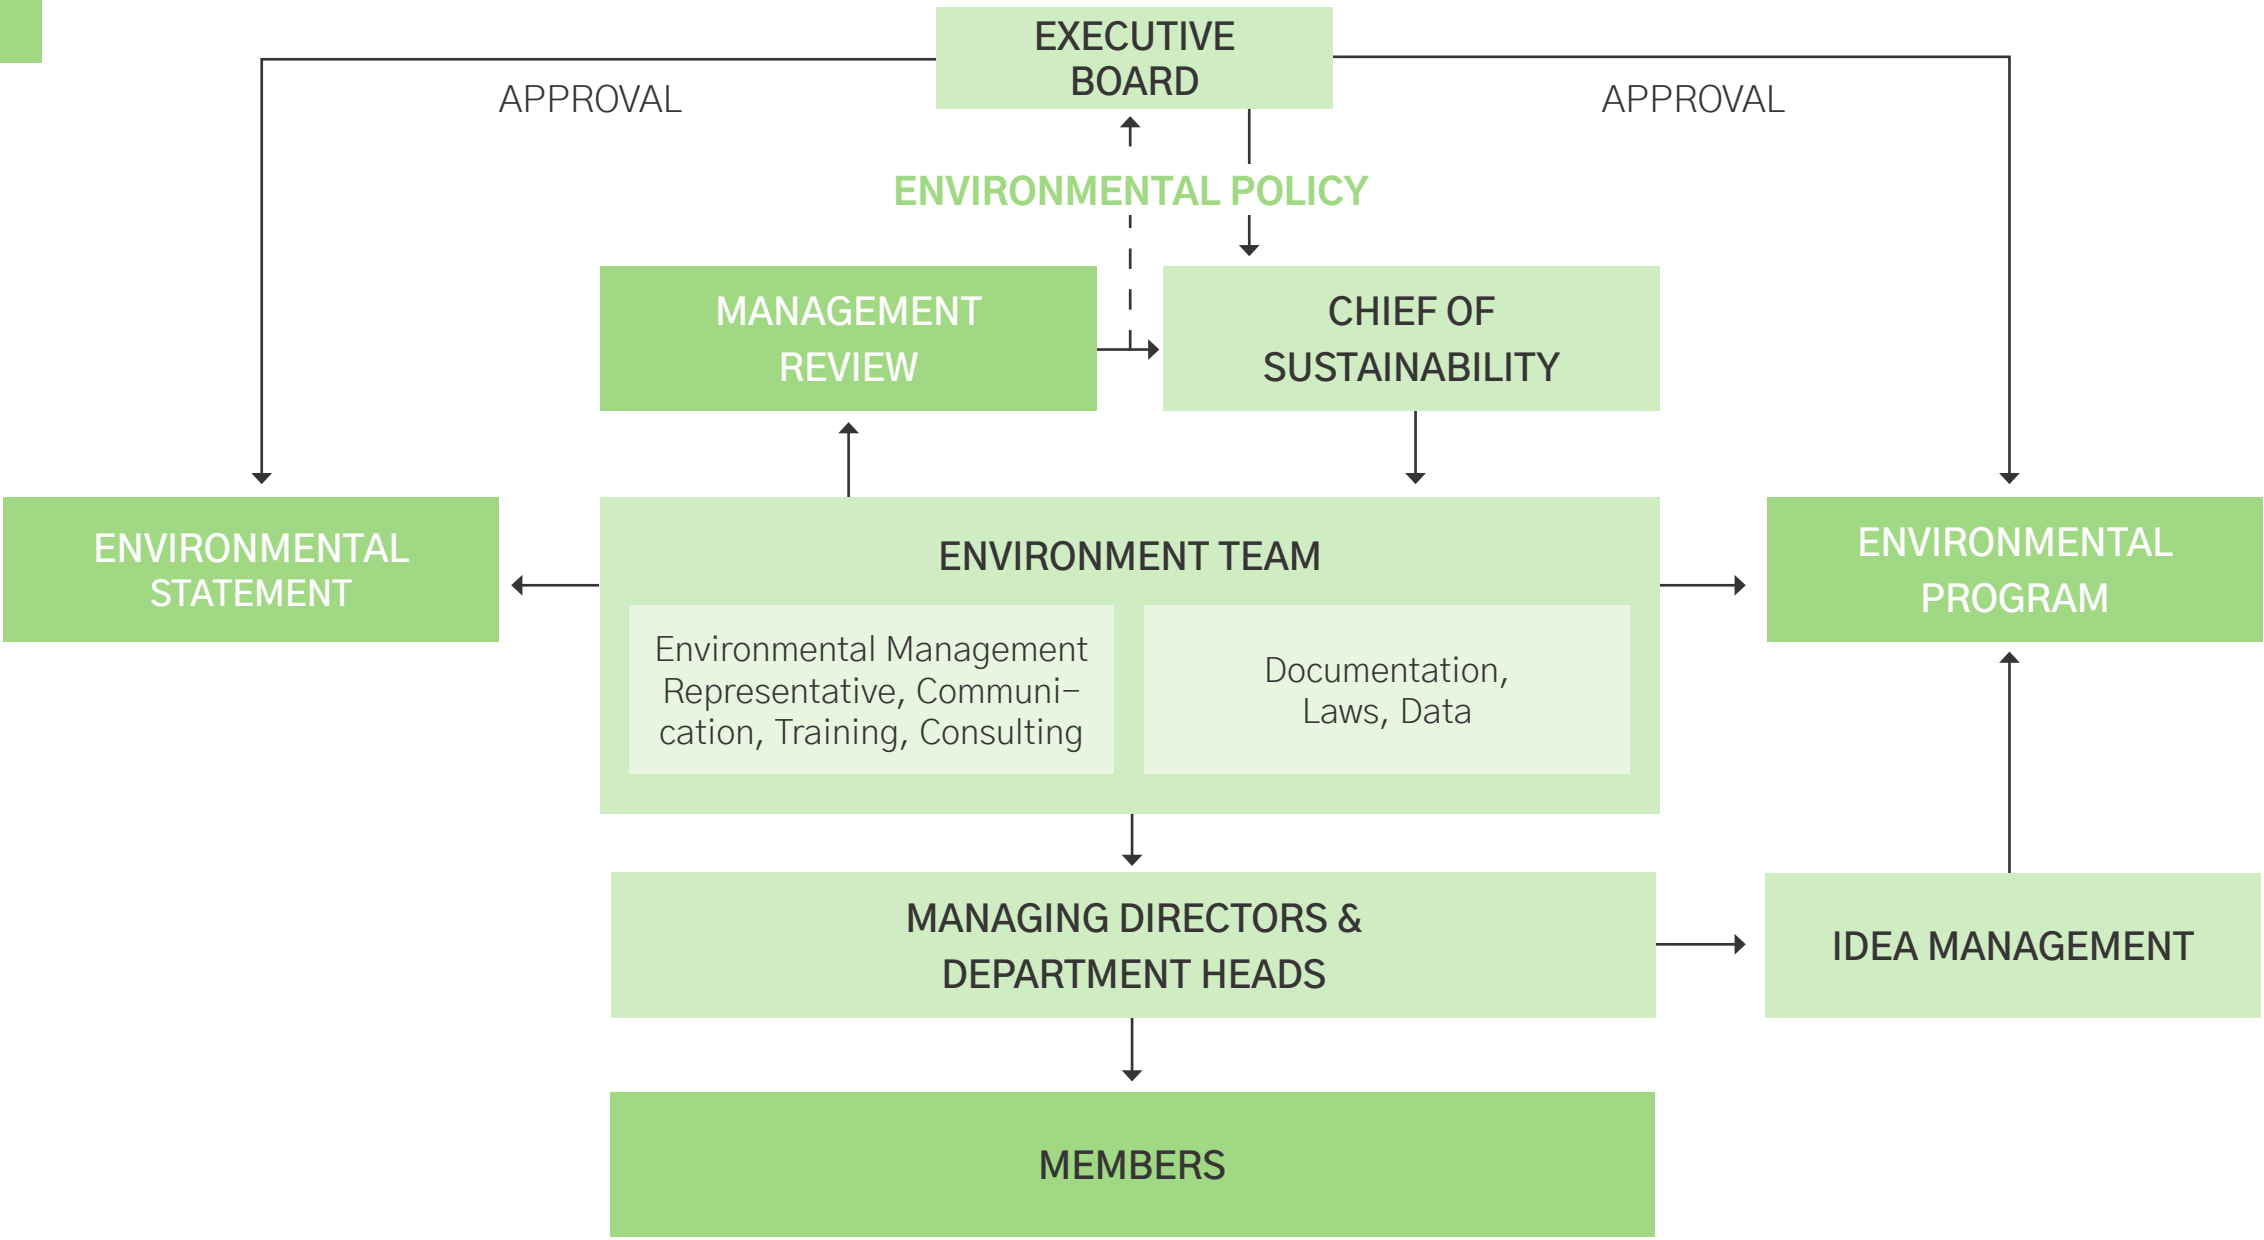 EXECUTIVE
BOARD
APPROVAL
APPROVAL
ENVIRONMENTAL POLICY
MANAGEMENT
REVIEW
CHIEF OF
SUSTAINABILITY
ENVIRONMENTAL
STATEMENT
ENVIRONMENT TEAM
Environmental Management
Representative, Communi-
cation, Training, Consulting
Documentation,
Laws, Data
ENVIRONMENTAL
PROGRAM
MANAGING DIRECTORS &
DEPARTMENT HEADS
IDEA MANAGEMENT
MEMBERS